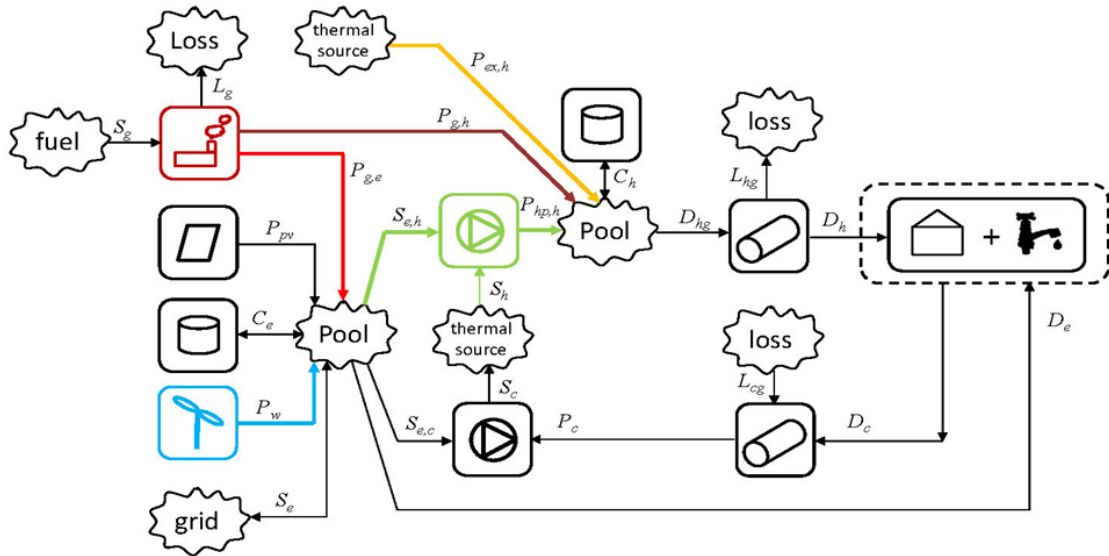 Loss
thermal
source
P_ex,h
L_g
fuel
S_g
P_g,h
P_g,e
C_h
loss
L_hg
S_e,h
P_hp,h
Pool
D_hg
D_h
+
P_pv
S_h
C_e
Pool
thermal
source
loss
D_e
P_w
S_c
L_cg
S_e,c
P_c
D_c
grid
S_e